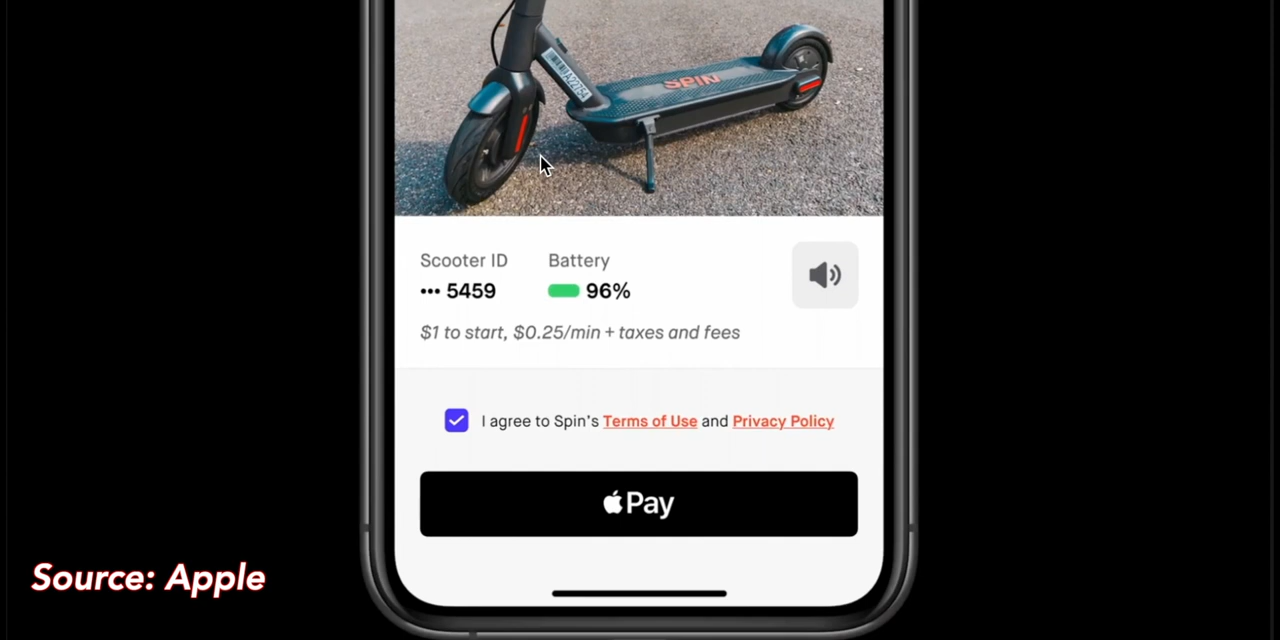 SPIN
Scooter ID
Battery
••• 5459
96%
$1 to start, $0.25/min + taxes and fees
I agree to Spin's Terms of Use and Privacy Policy
Pay
Source: Apple